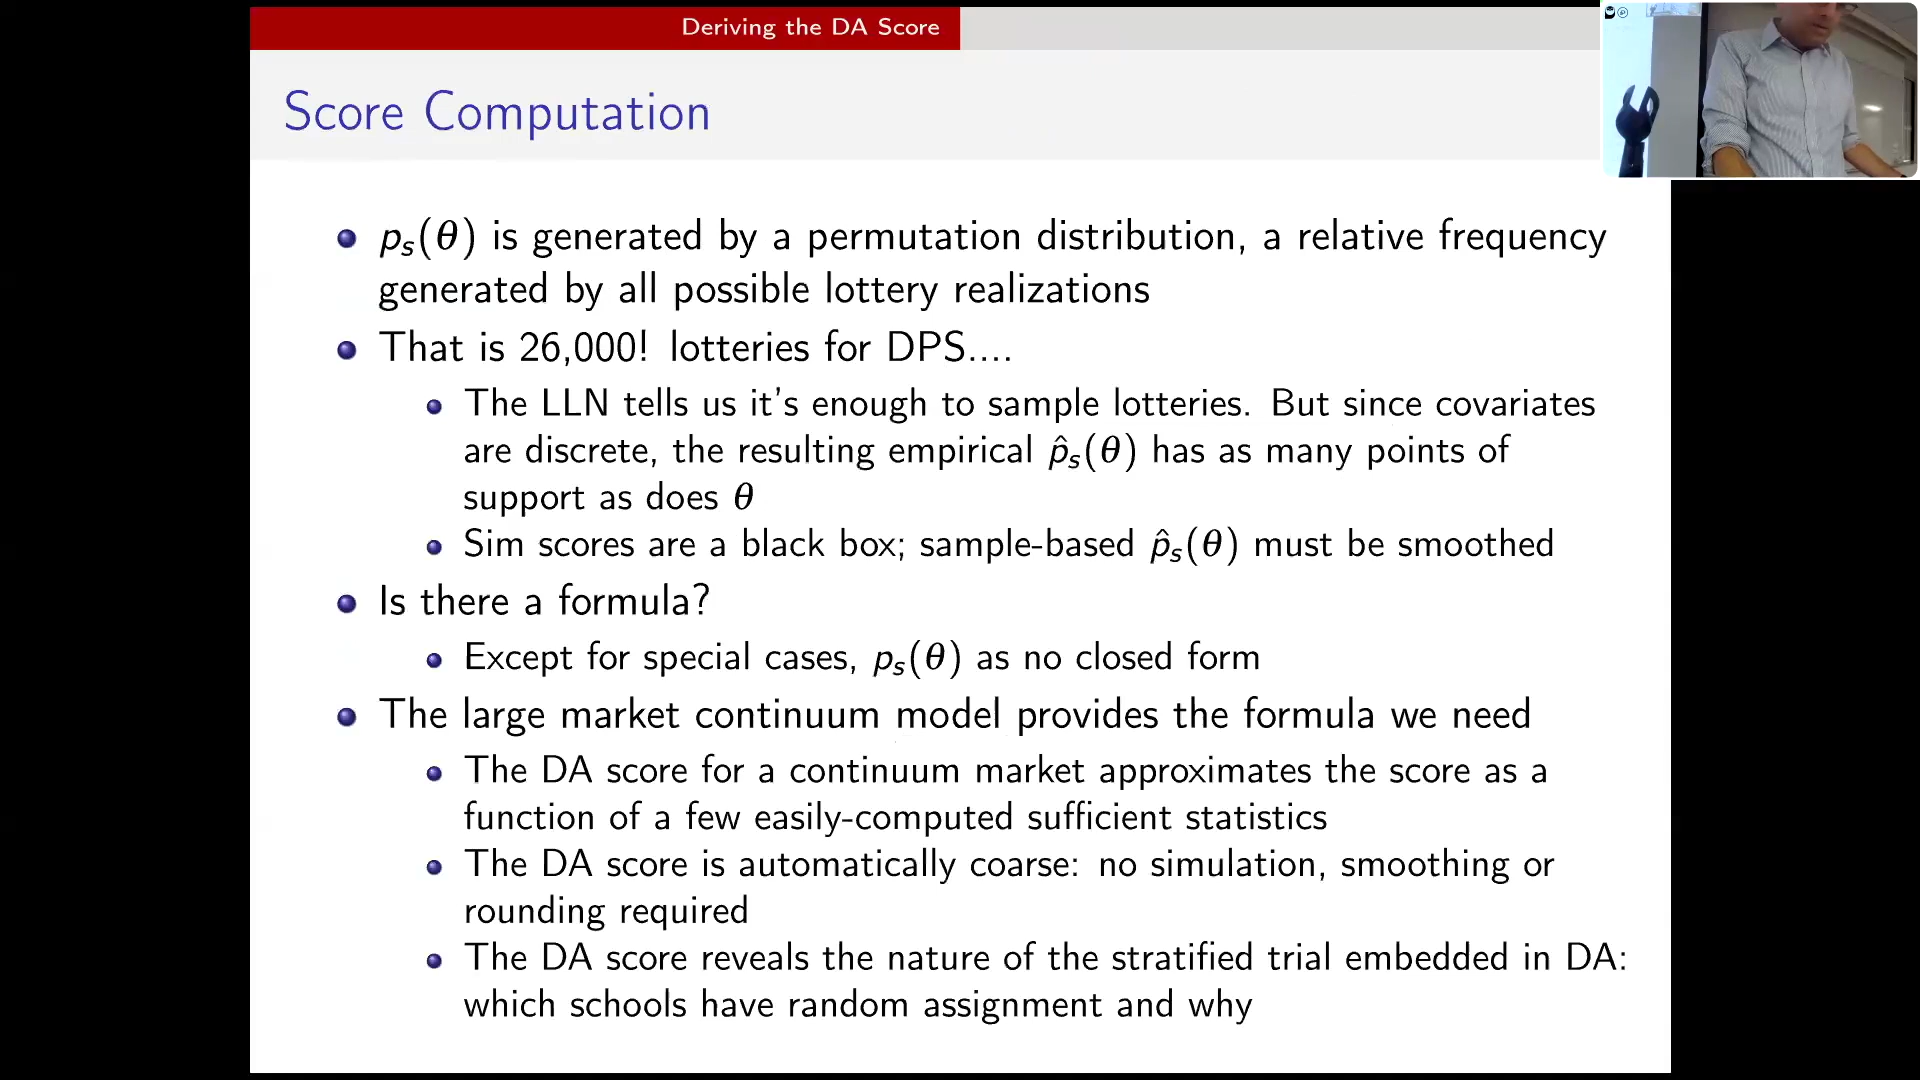 Deriving the DA Score
Score Computation
p_s(θ) is generated by a permutation distribution, a relative frequency
generated by all possible lottery realizations
That is 26,000! lotteries for DPS....
The LLN tells us it's enough to sample lotteries. But since covariates
are discrete, the resulting empirical p̂_s(θ) has as many points of
support as does θ
Sim scores are a black box; sample-based p̂_s(θ) must be smoothed
Is there a formula?
Except for special cases, p_s(θ) as no closed form
The large market continuum model provides the formula we need
The DA score for a continuum market approximates the score as a
function of a few easily-computed sufficient statistics
The DA score is automatically coarse: no simulation, smoothing or
rounding required
The DA score reveals the nature of the stratified trial embedded in DA:
which schools have random assignment and why